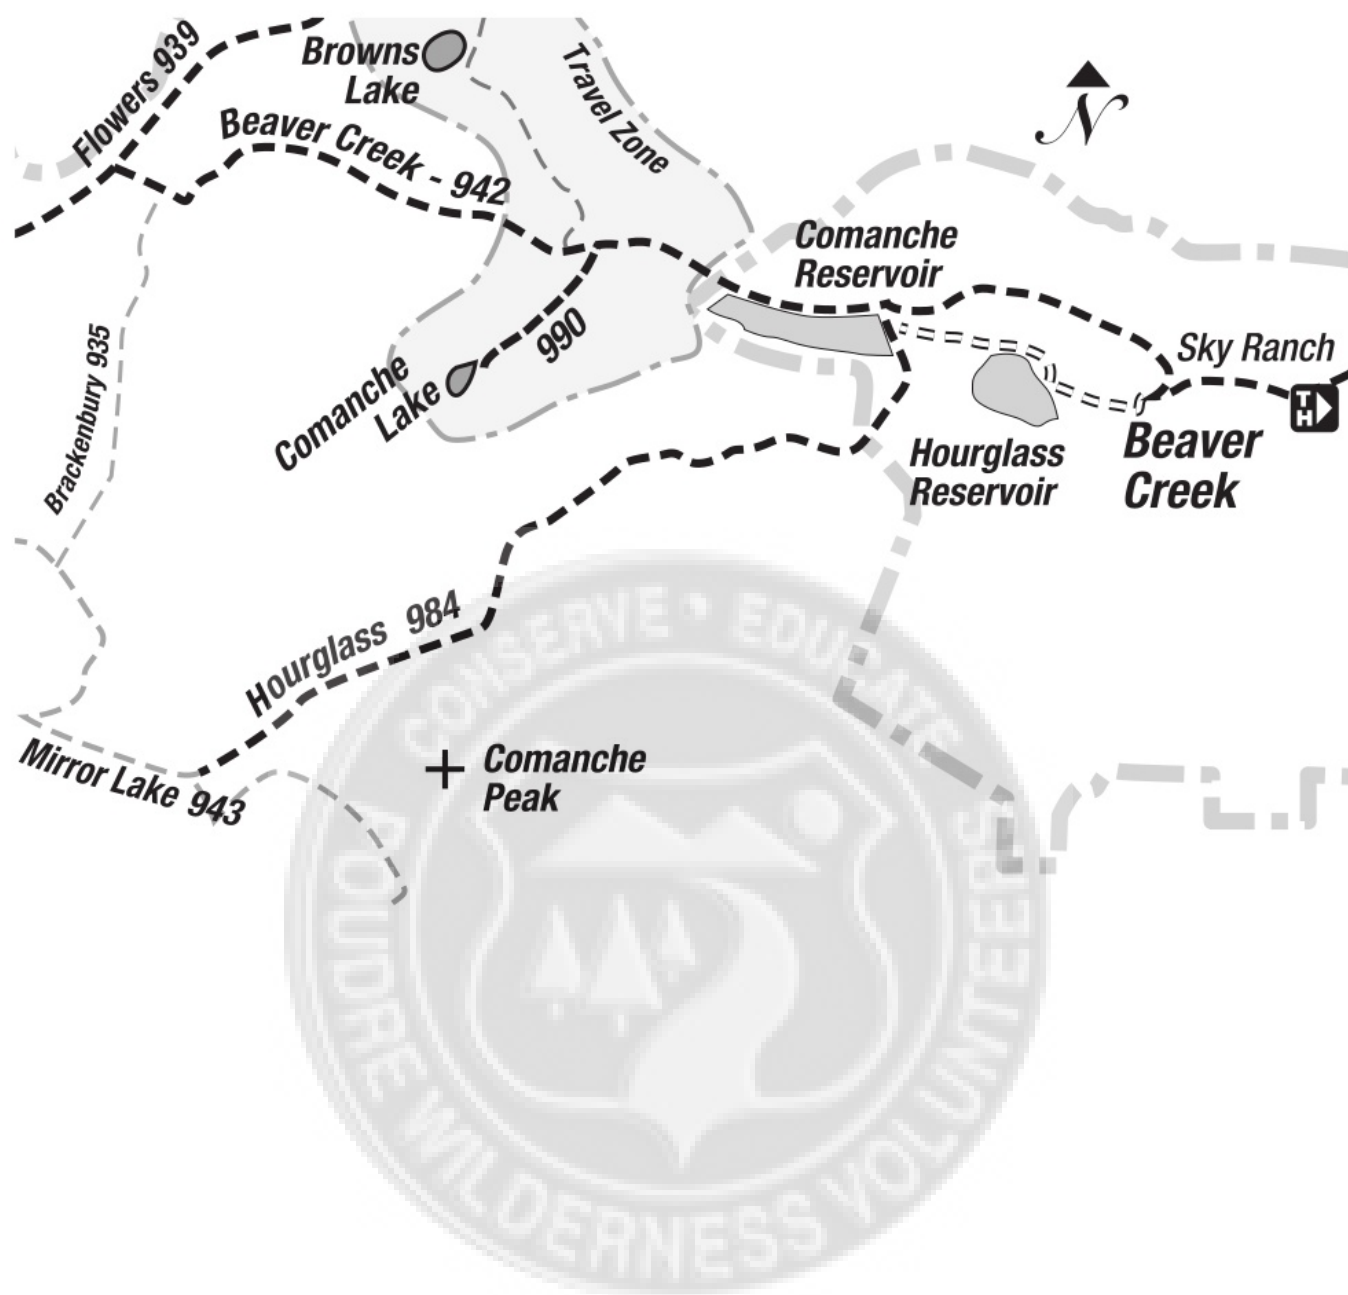 Flowers 939
Browns
Lake
Travel Zone
N
Beaver Creek - 942
Comanche
Reservoir
990
Comanche
Lake
Sky Ranch
TH
Brackenbury 935
Hourglass
Reservoir
Beaver
Creek
Hourglass 984
Mirror Lake 943
Comanche
Peak
CONSERVE • EDUCATE
POUDRE WILDERNESS VOLUNTEERS